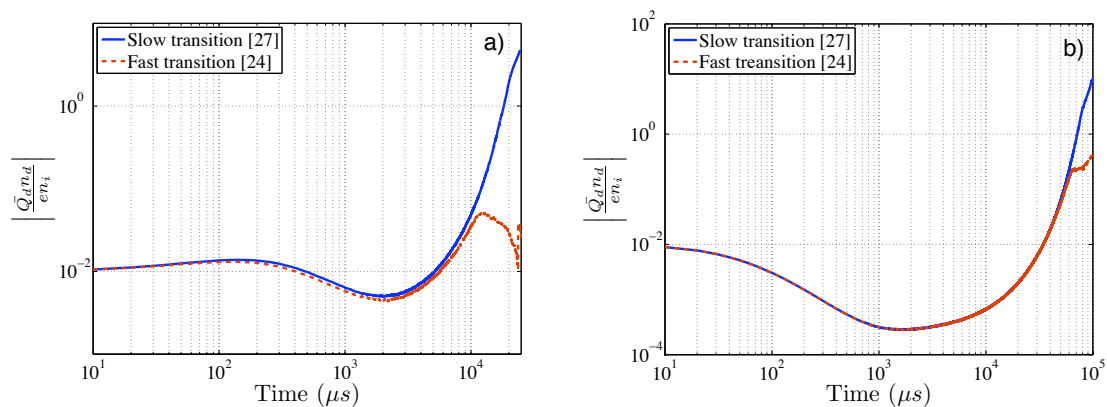 a)
Slow transition [27]
Fast transition [24]
10^0
10^-2
|Q̄_d n_d / e n_i|
10^1 10^2 10^3 10^4
Time (μs)
b)
Slow transition [27]
Fast treansition [24]
10^2
10^0
10^-2
10^-4
|Q̄_d n_d / e n_i|
10^1 10^2 10^3 10^4 10^5
Time (μs)